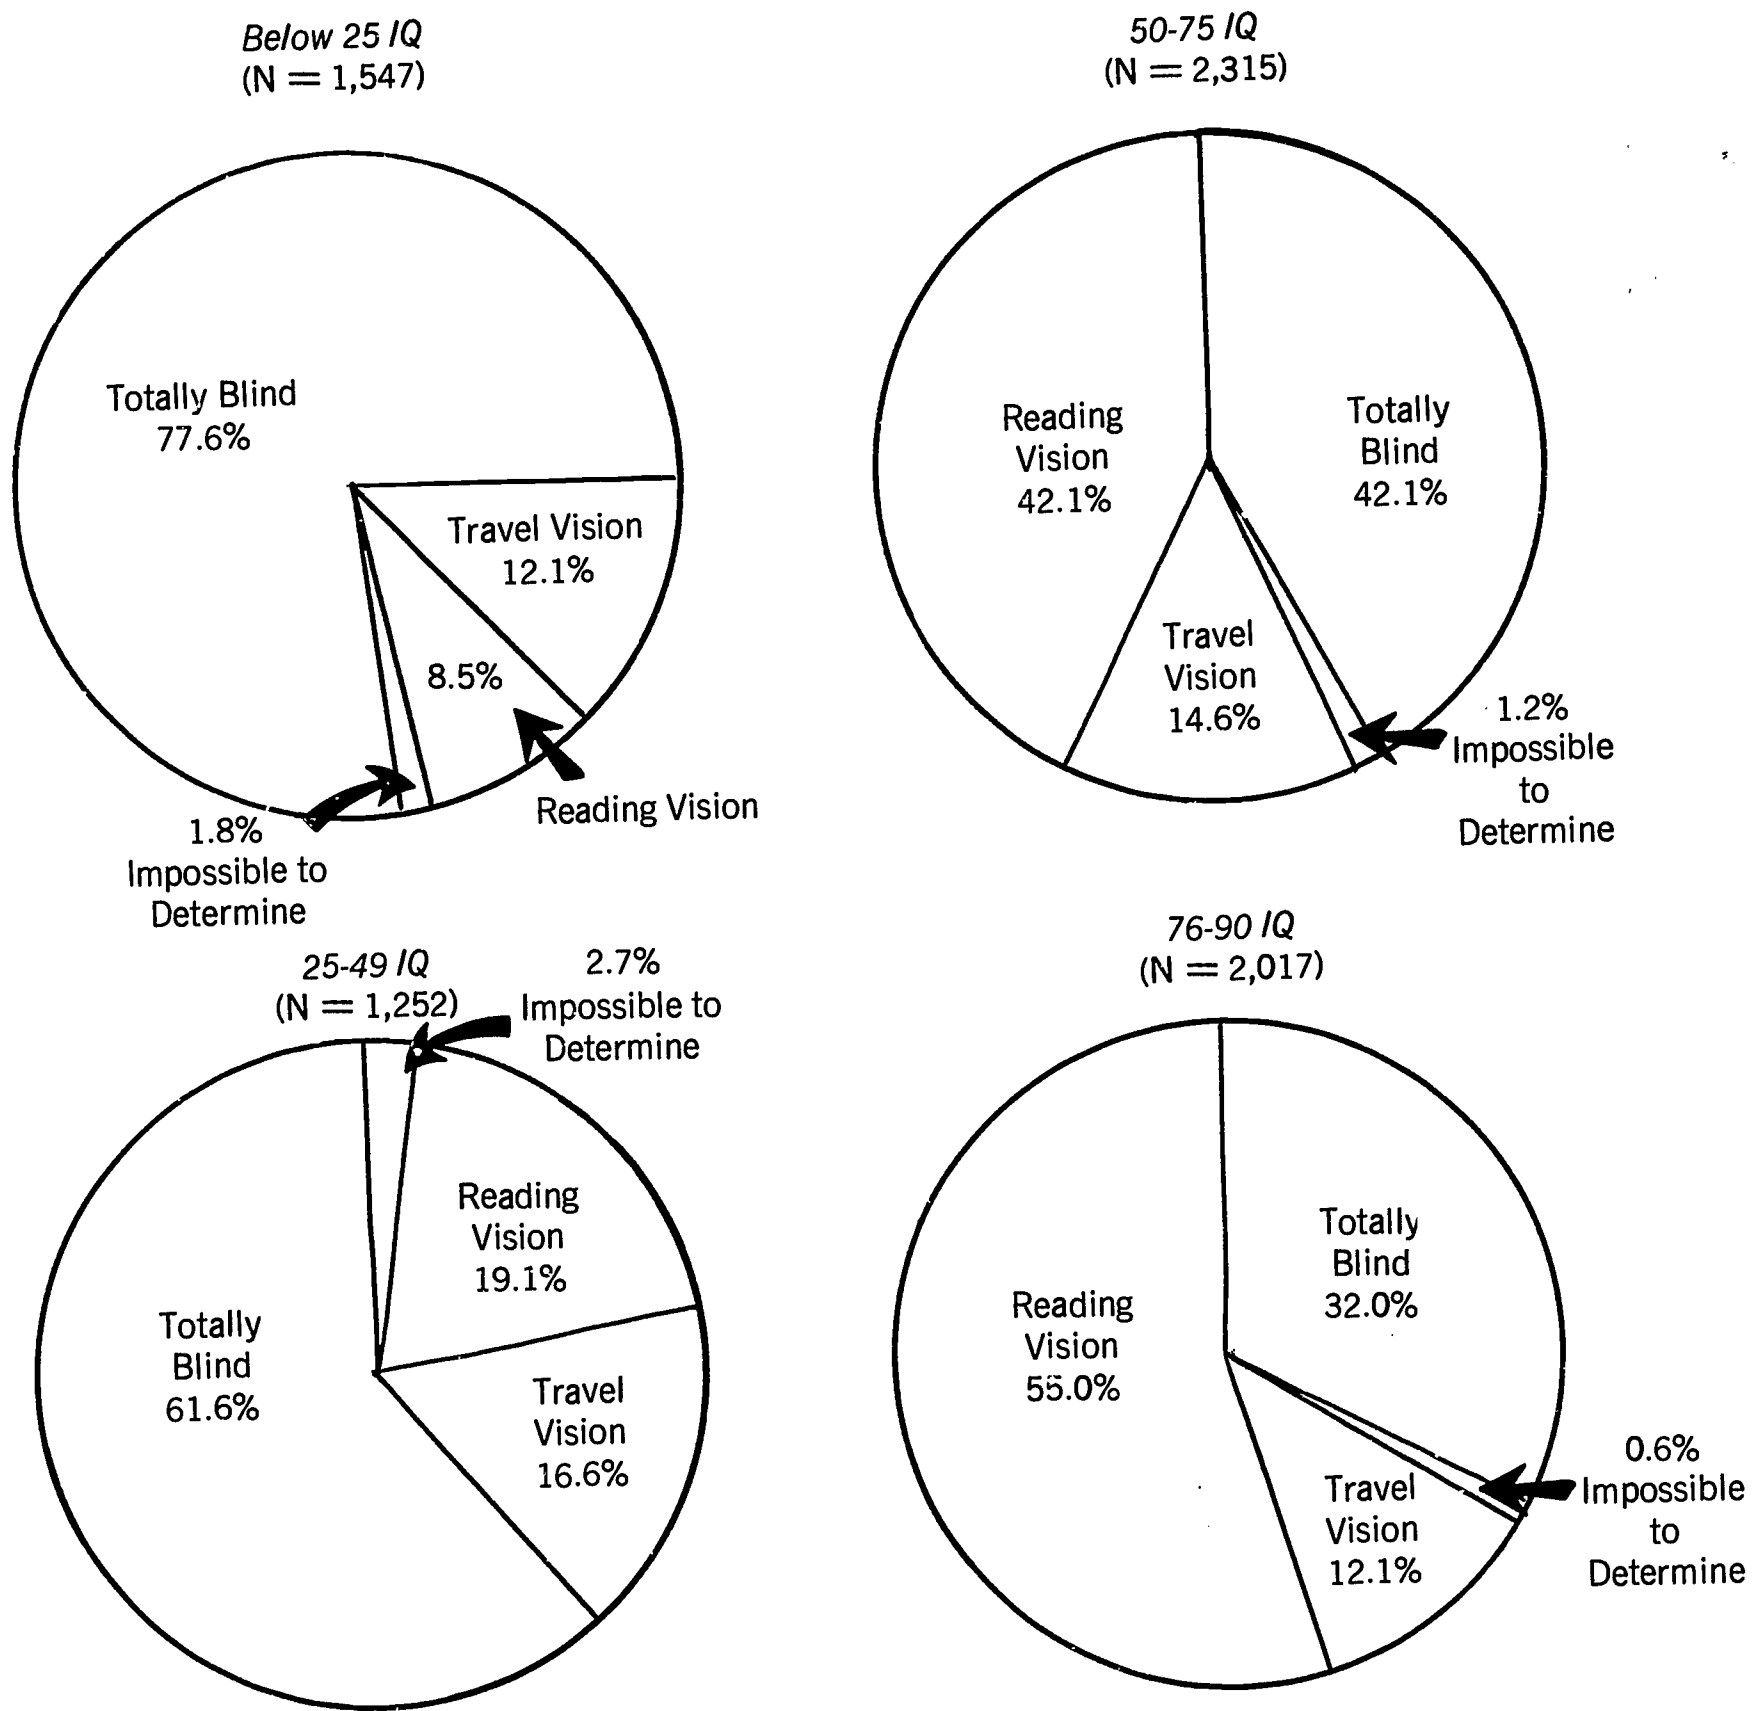 Below 25 IQ
(N = 1,547)
Totally Blind
77.6%
Travel Vision
12.1%
8.5%
Reading Vision
1.8%
Impossible to
Determine
50-75 IQ
(N = 2,315)
Reading
Vision
42.1%
Totally
Blind
42.1%
Travel
Vision
14.6%
1.2%
Impossible
to
Determine
25-49 IQ
(N = 1,252)
2.7%
Impossible to
Determine
Reading
Vision
19.1%
Totally
Blind
61.6%
Travel
Vision
16.6%
76-90 IQ
(N = 2,017)
Totally
Blind
32.0%
Reading
Vision
55.0%
Travel
Vision
12.1%
0.6%
Impossible
to
Determine